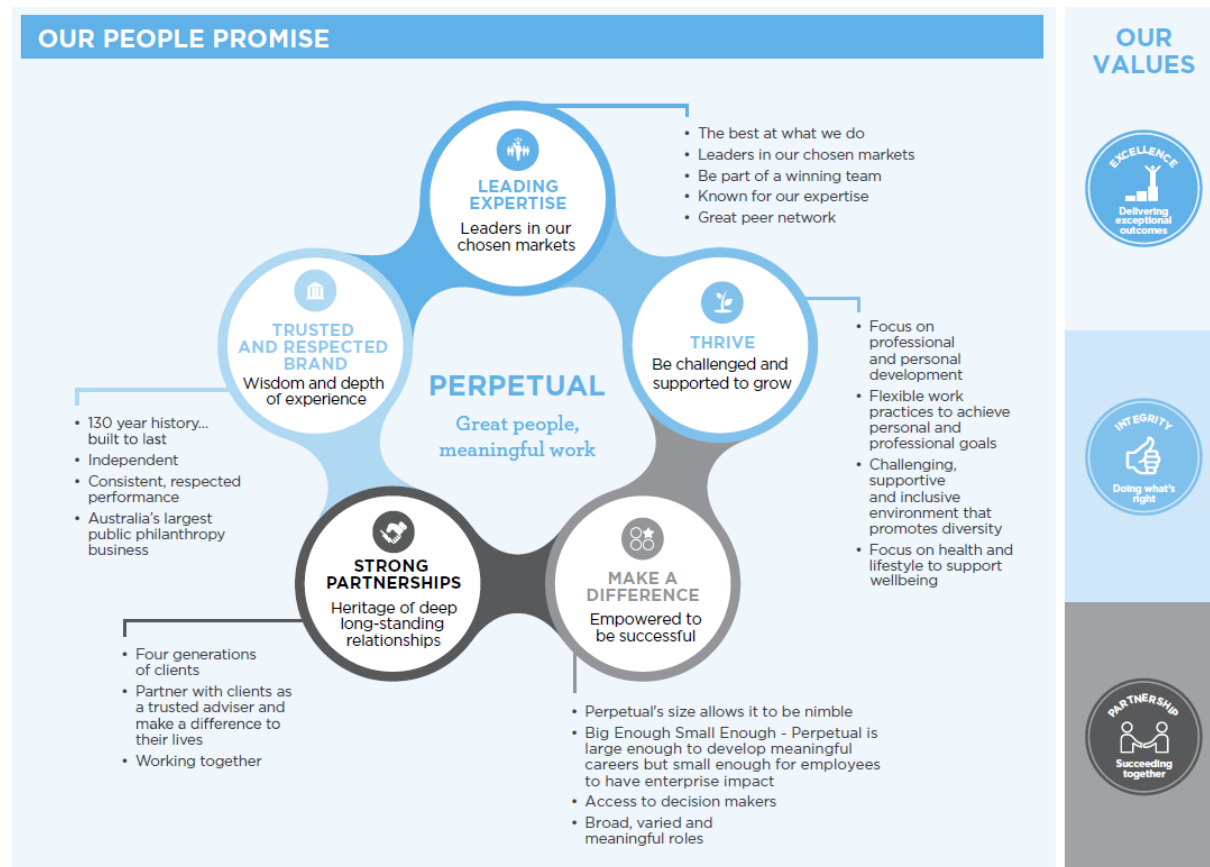 OUR PEOPLE PROMISE
LEADING
EXPERTISE
Leaders in our
chosen markets
• The best at what we do
• Leaders in our chosen markets
• Be part of a winning team
• Known for our expertise
• Great peer network
THRIVE
Be challenged and
supported to grow
• Focus on
professional
and personal
development
• Flexible work
practices to achieve
personal and
professional goals
• Challenging,
supportive
and inclusive
environment that
promotes diversity
• Focus on health and
lifestyle to support
wellbeing
TRUSTED
AND RESPECTED
BRAND
Wisdom and depth
of experience
• 130 year history...
built to last
• Independent
• Consistent, respected
performance
• Australia's largest
public philanthropy
business
PERPETUAL
Great people,
meaningful work
STRONG
PARTNERSHIPS
Heritage of deep
long-standing
relationships
• Four generations
of clients
• Partner with clients as
a trusted adviser and
make a difference to
their lives
• Working together
MAKE A
DIFFERENCE
Empowered to
be successful
• Perpetual's size allows it to be nimble
• Big Enough Small Enough - Perpetual is
large enough to develop meaningful
careers but small enough for employees
to have enterprise impact
• Access to decision makers
• Broad, varied and
meaningful roles
OUR
VALUES
EXCELLENCE
Delivering
exceptional
outcomes
INTEGRITY
Doing what's
right
PARTNERSHIP
Succeeding
together